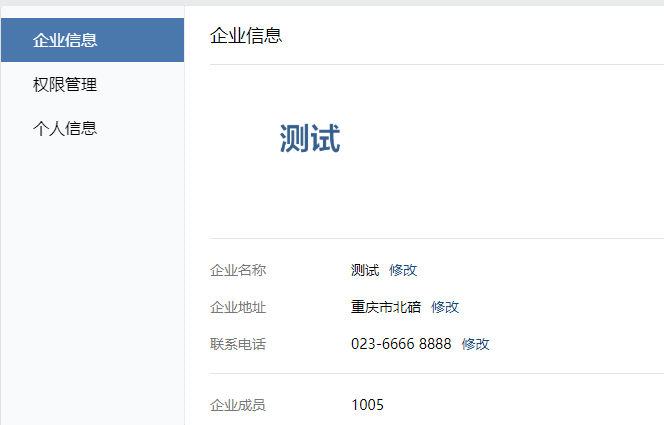 企业信息
权限管理
个人信息
企业信息
测试
企业名称 测试 修改
企业地址 重庆市北碚 修改
联系电话 023-6666 8888 修改
企业成员 1005